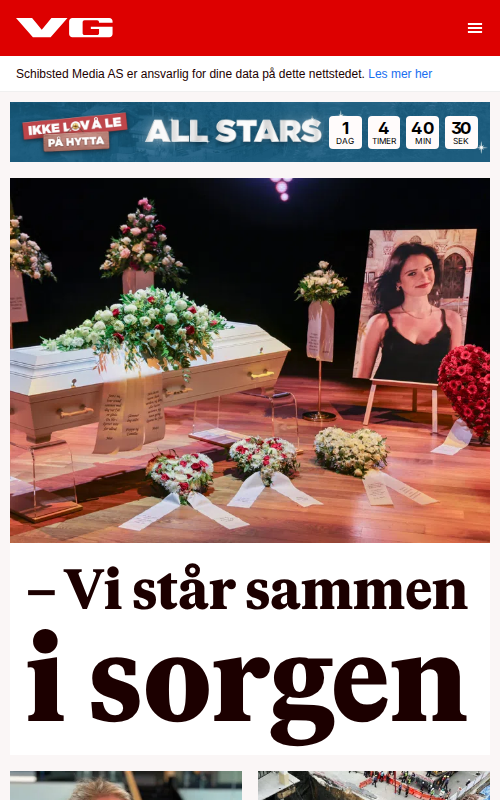 VG
Schibsted Media AS er ansvarlig for dine data på dette nettstedet. Les mer her
IKKE LOV Å LE
PÅ HYTTA
ALL STARS
1 4 40 30
DAG TIMER MIN SEK
– Vi står sammen
i sorgen